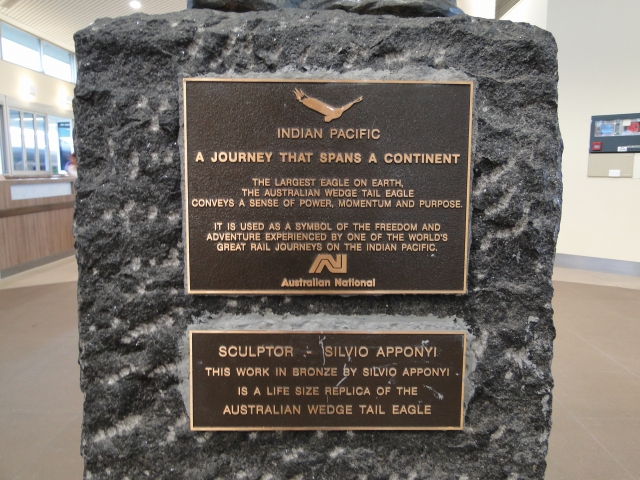 INDIAN PACIFIC
A JOURNEY THAT SPANS A CONTINENT
THE LARGEST EAGLE ON EARTH,
THE AUSTRALIAN WEDGE TAIL EAGLE
CONVEYS A SENSE OF POWER, MOMENTUM AND PURPOSE.
IT IS USED AS A SYMBOL OF THE FREEDOM AND
ADVENTURE EXPERIENCED BY ONE OF THE WORLD'S
GREAT RAIL JOURNEYS ON THE INDIAN PACIFIC.
AN
Australian National
SCULPTOR - SILVIO APPONYI
THIS WORK IN BRONZE BY SILVIO APPONYI
IS A LIFE SIZE REPLICA OF THE
AUSTRALIAN WEDGE TAIL EAGLE